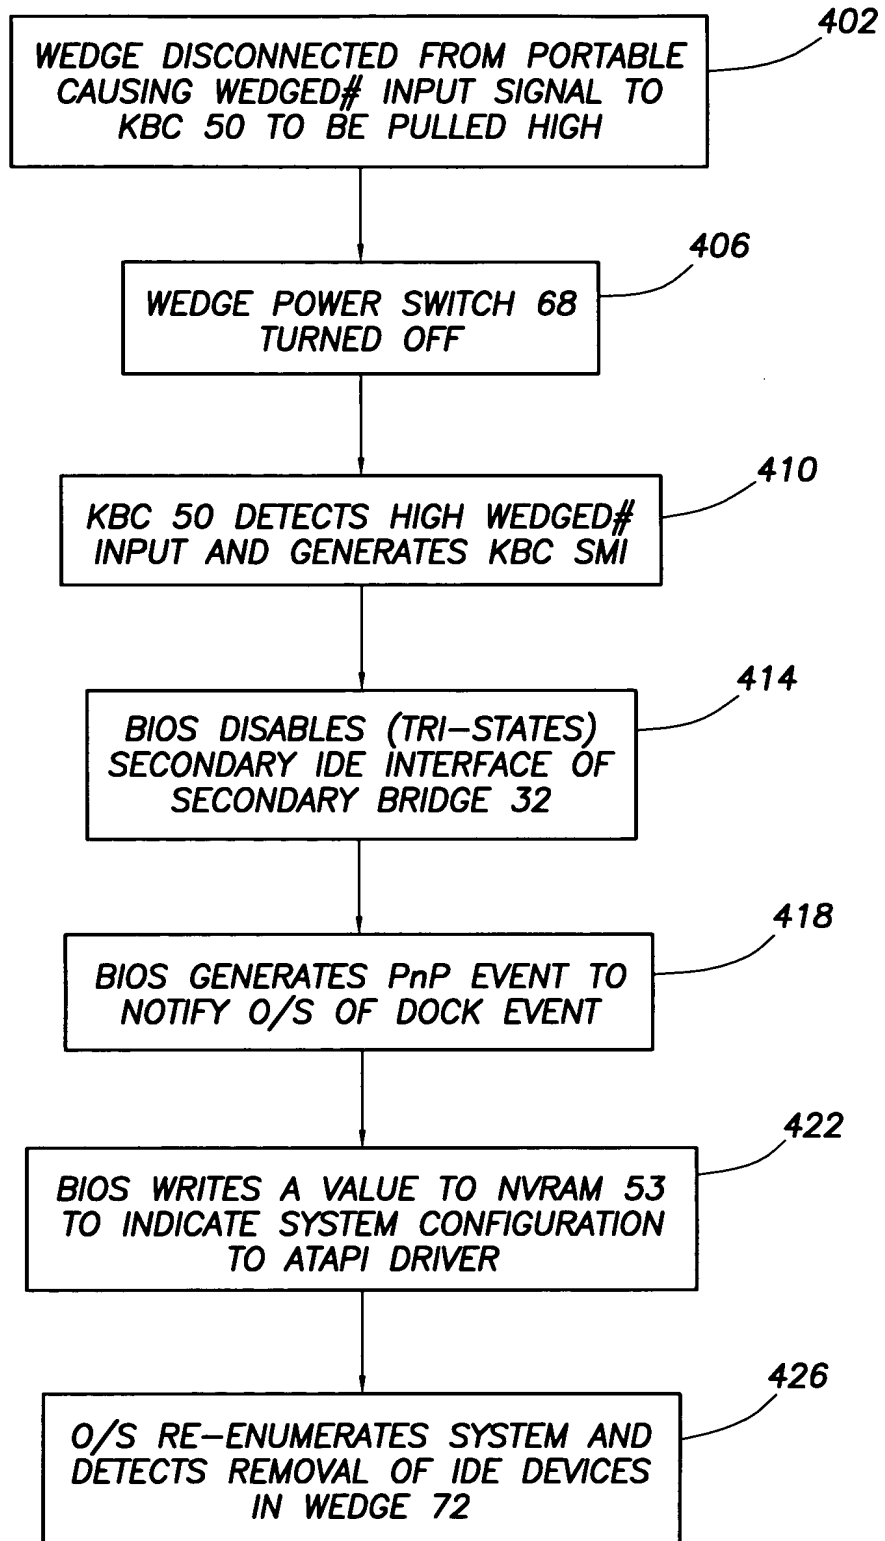 402
WEDGE DISCONNECTED FROM PORTABLE
CAUSING WEDGED# INPUT SIGNAL TO
KBC 50 TO BE PULLED HIGH
406
WEDGE POWER SWITCH 68
TURNED OFF
410
KBC 50 DETECTS HIGH WEDGED#
INPUT AND GENERATES KBC SMI
414
BIOS DISABLES (TRI-STATES)
SECONDARY IDE INTERFACE OF
SECONDARY BRIDGE 32
418
BIOS GENERATES PnP EVENT TO
NOTIFY O/S OF DOCK EVENT
422
BIOS WRITES A VALUE TO NVRAM 53
TO INDICATE SYSTEM CONFIGURATION
TO ATAPI DRIVER
426
O/S RE-ENUMERATES SYSTEM AND
DETECTS REMOVAL OF IDE DEVICES
IN WEDGE 72